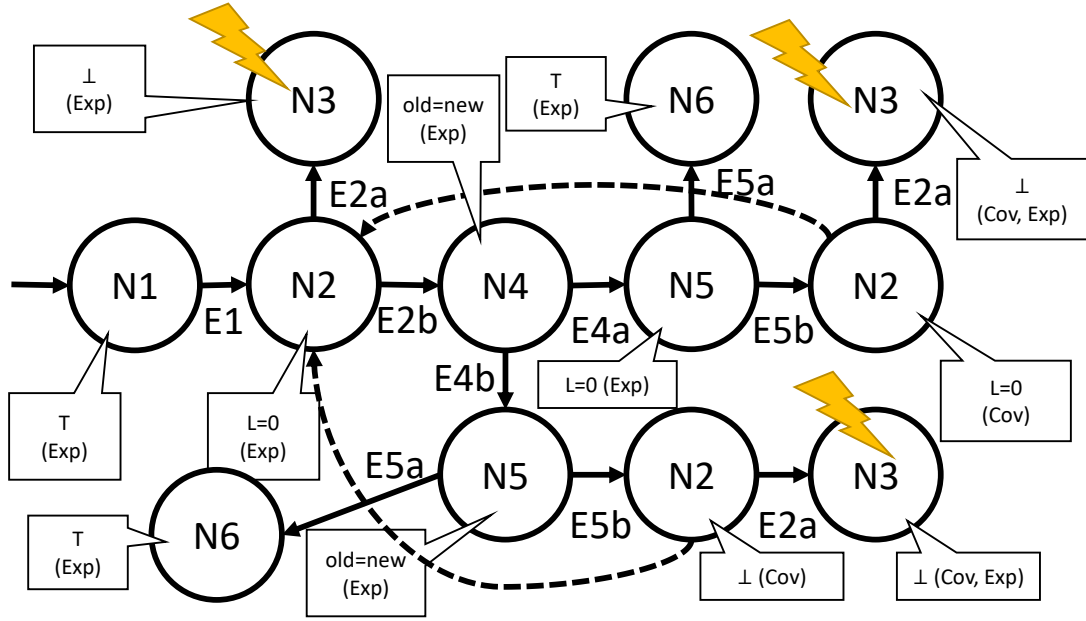 ⊥
(Exp)
N3
old=new
(Exp)
T
(Exp)
N6
N3
⊥
(Cov, Exp)
E2a
E5a
E2a
N1
E1
N2
E2b
N4
E4a
N5
E5b
N2
T
(Exp)
L=0
(Exp)
E4b
L=0 (Exp)
L=0
(Cov)
E5a
N5
E5b
N2
E2a
N3
T
(Exp)
N6
old=new
(Exp)
⊥ (Cov)
⊥ (Cov, Exp)